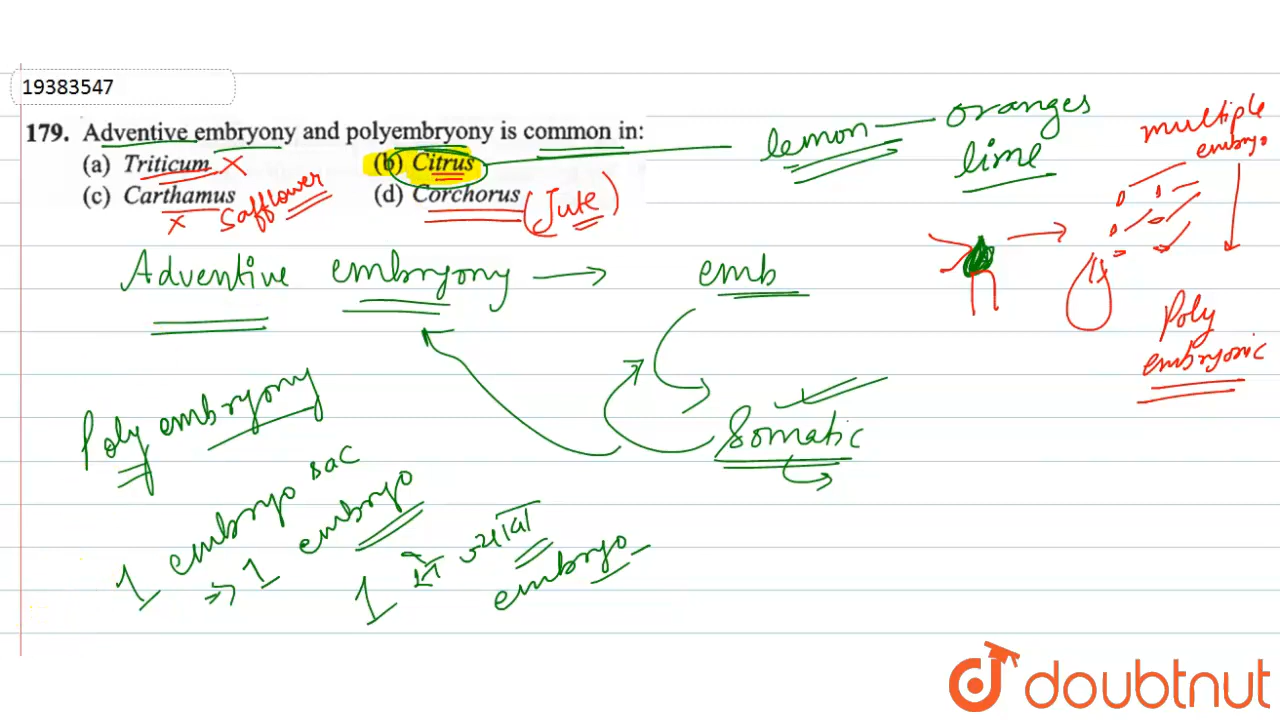 19383547
179. Adventive embryony and polyembryony is common in:
(a) Triticum × (b) Citrus
(c) Carthamus (d) Corchorus (Jute)
× Safflower
lemon — oranges
lime
multiple
embryo
Adventive embryony → emb
Somatic
Poly
embryonic
Poly embryony
1 embryo sac
⇒ 1 embryo
1 से ज्यादा
embryo
doubtnut